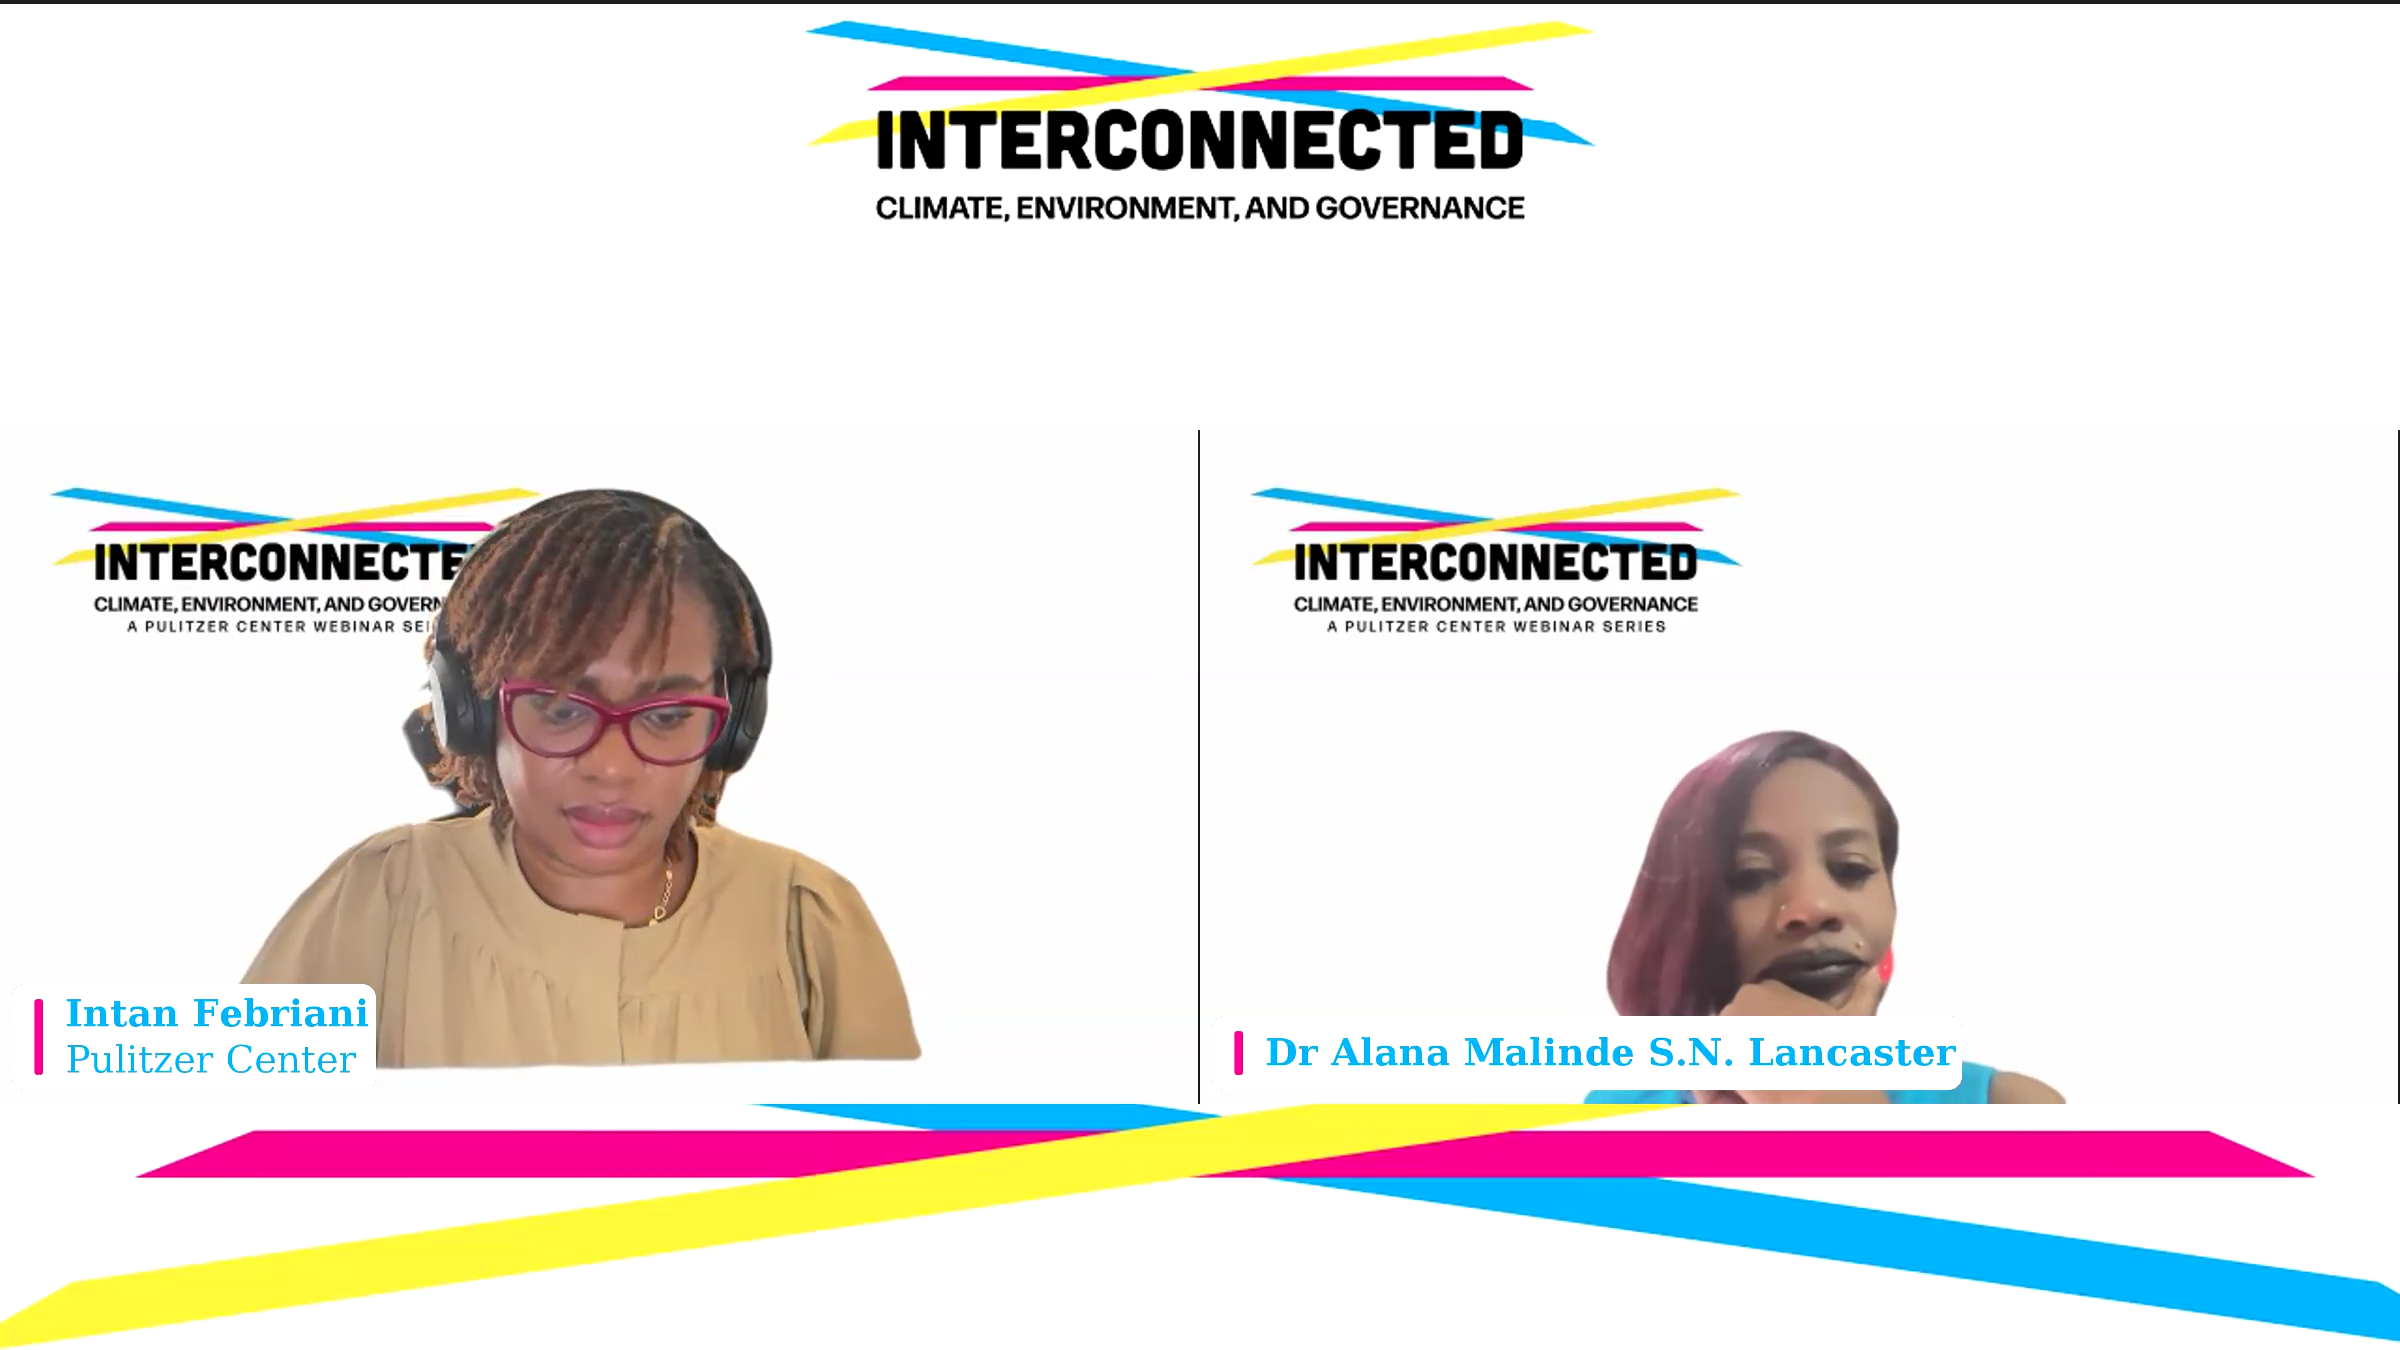 INTERCONNECTED
CLIMATE, ENVIRONMENT, AND GOVERNANCE
INTERCONNECTE
CLIMATE, ENVIRONMENT, AND GOVERN
A PULITZER CENTER WEBINAR SE
INTERCONNECTED
CLIMATE, ENVIRONMENT, AND GOVERNANCE
A PULITZER CENTER WEBINAR SERIES
Intan Febriani
Pulitzer Center
Dr Alana Malinde S.N. Lancaster